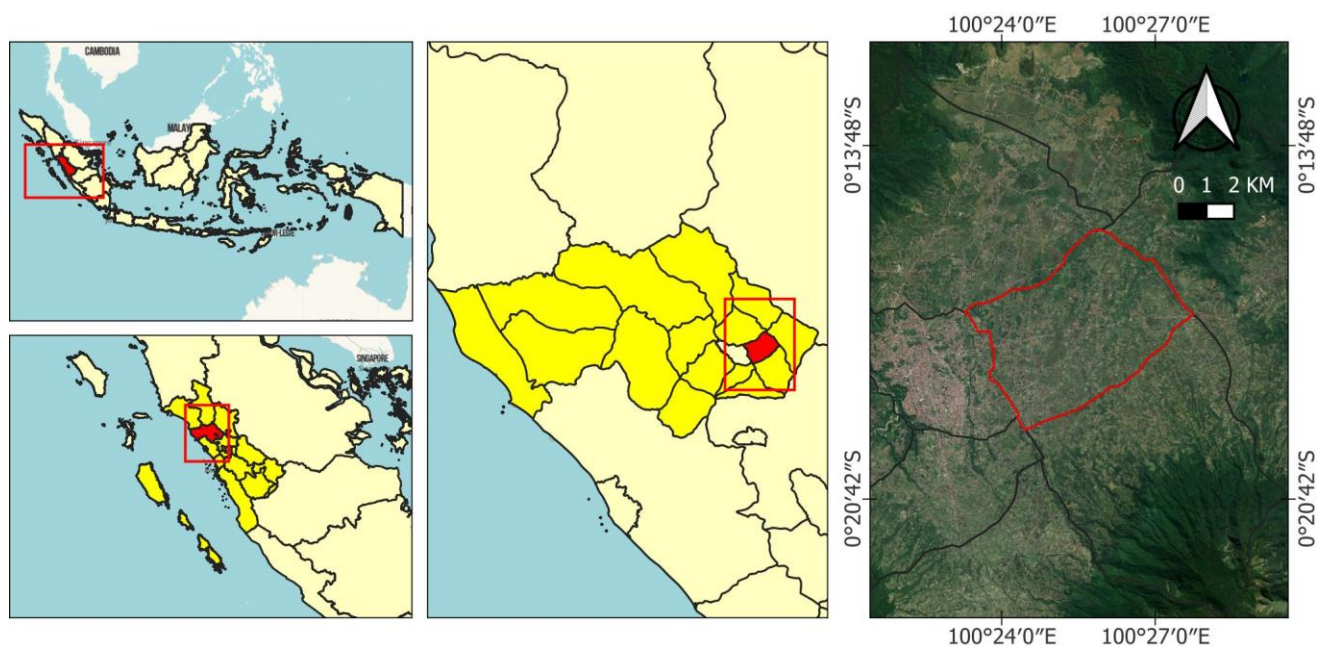 CAMBODIA
MALAY
SINGAPORE
100°24′0″E 100°27′0″E
0°13′48″S
0°13′48″S
0 1 2 KM
0°20′42″S
0°20′42″S
100°24′0″E 100°27′0″E